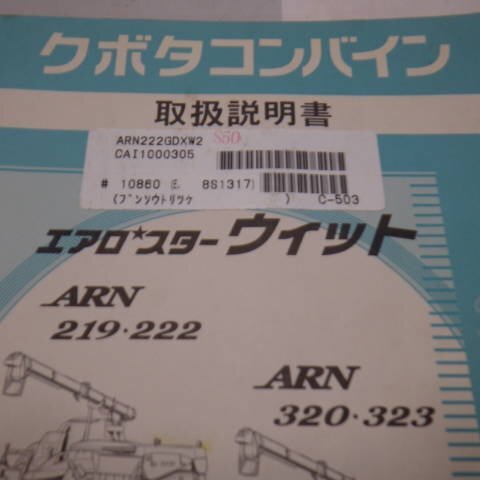 クボタコンバイン
取扱説明書
ARN222GDXW2 S50
CAI1000305
# 10860 (E. 8S1317)
(ブンソウトリツケ ) C-503
エアロ★スター ウィット
ARN
219・222
ARN
320・323